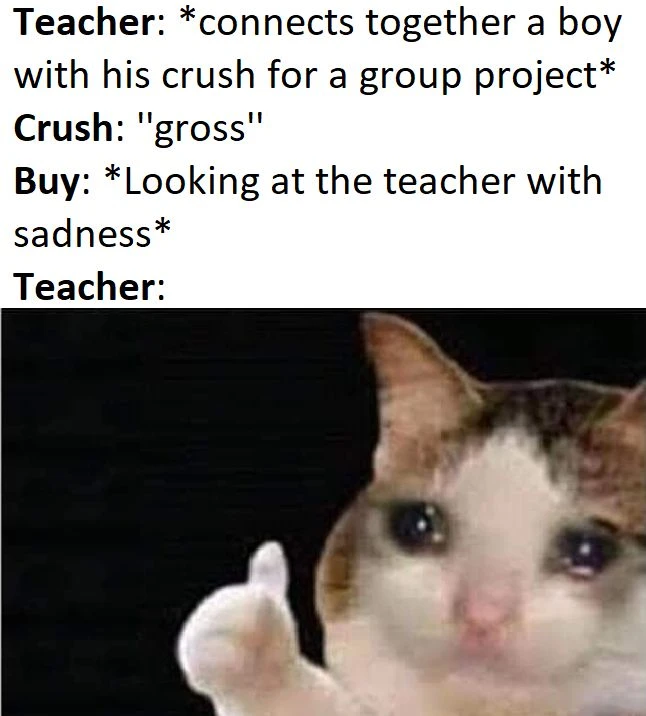 Teacher: *connects together a boy
with his crush for a group project*
Crush: "gross"
Buy: *Looking at the teacher with
sadness*
Teacher: